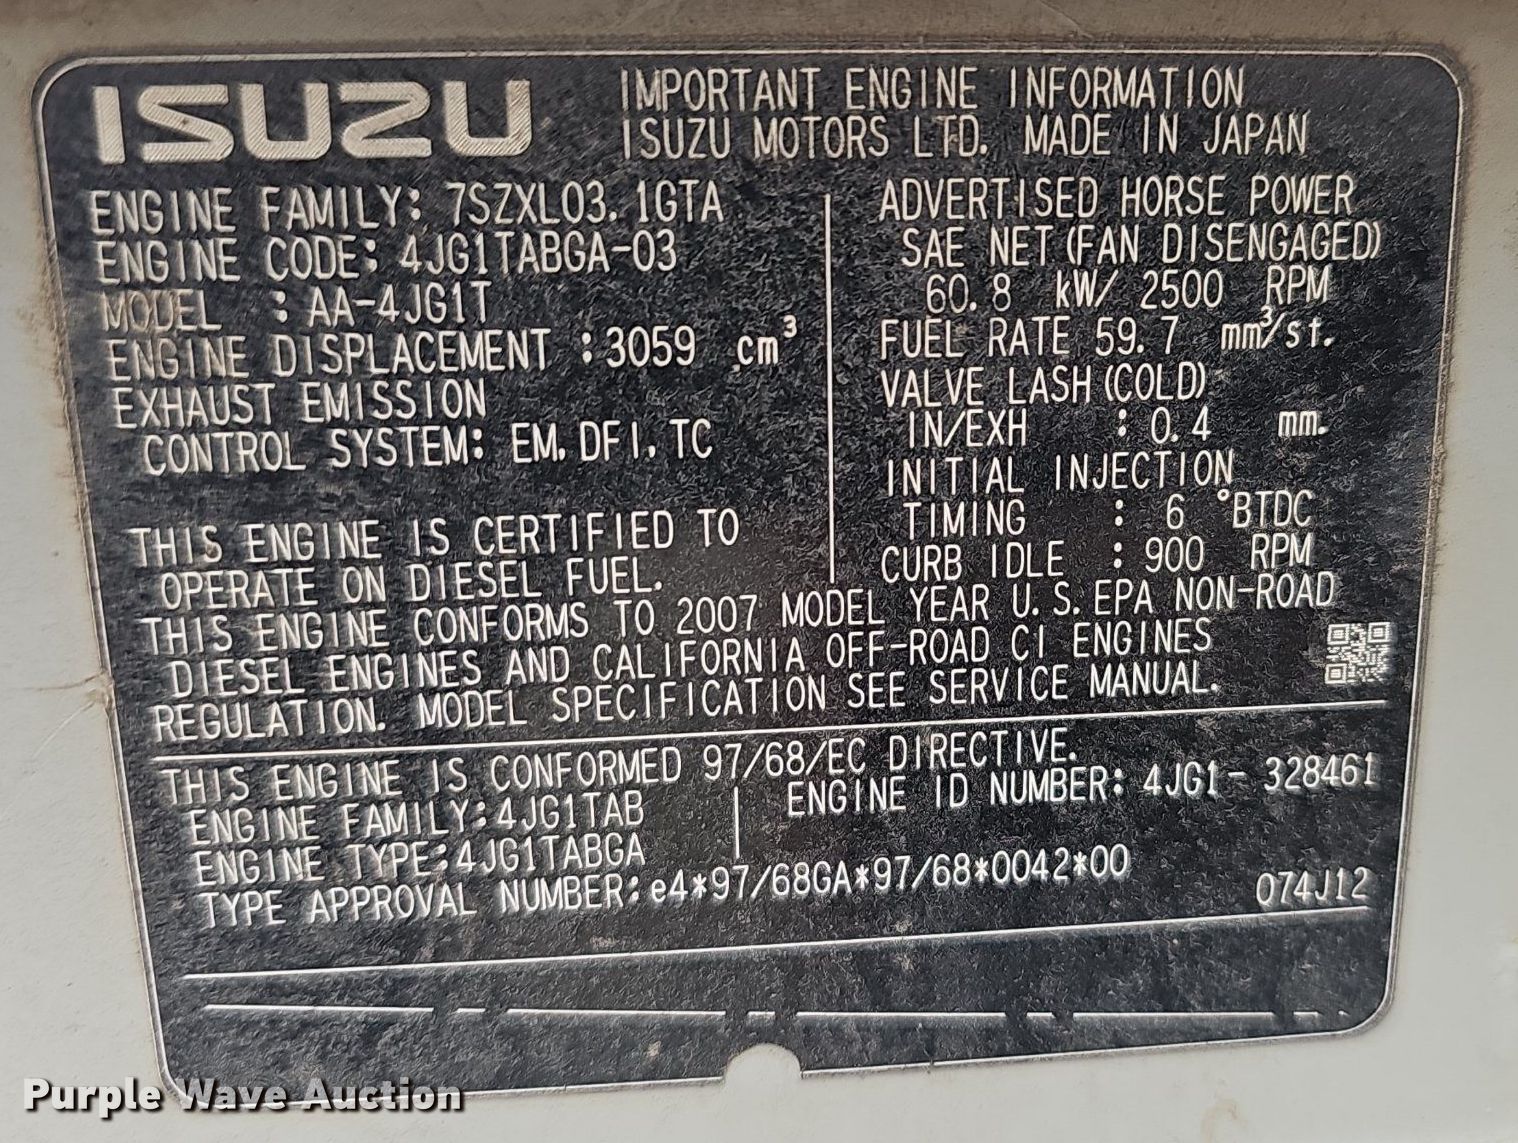 ISUZU
IMPORTANT ENGINE INFORMATION
ISUZU MOTORS LTD. MADE IN JAPAN
ENGINE FAMILY: 7SZXL03.1GTA
ENGINE CODE: 4JG1TABGA-03
MODEL : AA-4JG1T
ENGINE DISPLACEMENT : 3059 cm³
EXHAUST EMISSION
CONTROL SYSTEM: EM, DFI, TC
THIS ENGINE IS CERTIFIED TO
OPERATE ON DIESEL FUEL.
ADVERTISED HORSE POWER
SAE NET (FAN DISENGAGED)
60.8 kW/ 2500 RPM
FUEL RATE 59.7 mm³/st.
VALVE LASH (COLD)
IN/EXH : 0.4 mm.
INITIAL INJECTION
TIMING : 6 °BTDC
CURB IDLE : 900 RPM
THIS ENGINE CONFORMS TO 2007 MODEL YEAR U.S. EPA NON-ROAD
DIESEL ENGINES AND CALIFORNIA OFF-ROAD CI ENGINES
REGULATION. MODEL SPECIFICATION SEE SERVICE MANUAL.
THIS ENGINE IS CONFORMED 97/68/EC DIRECTIVE.
ENGINE FAMILY: 4JG1TAB
ENGINE ID NUMBER: 4JG1- 328461
ENGINE TYPE: 4JG1TABGA
TYPE APPROVAL NUMBER: e4*97/68GA*97/68*0042*00
074J12
Purple Wave Auction